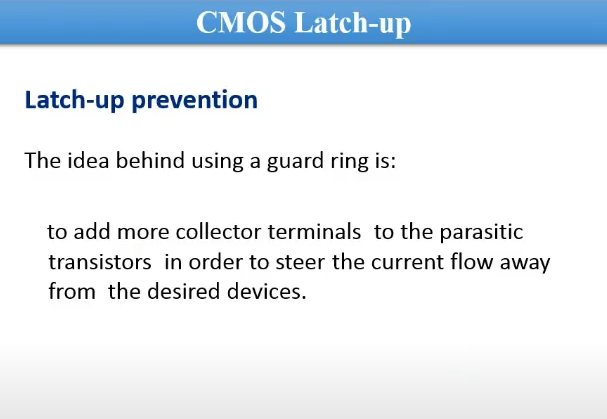 CMOS Latch-up
Latch-up prevention
The idea behind using a guard ring is:
to add more collector terminals to the parasitic
transistors in order to steer the current flow away
from the desired devices.